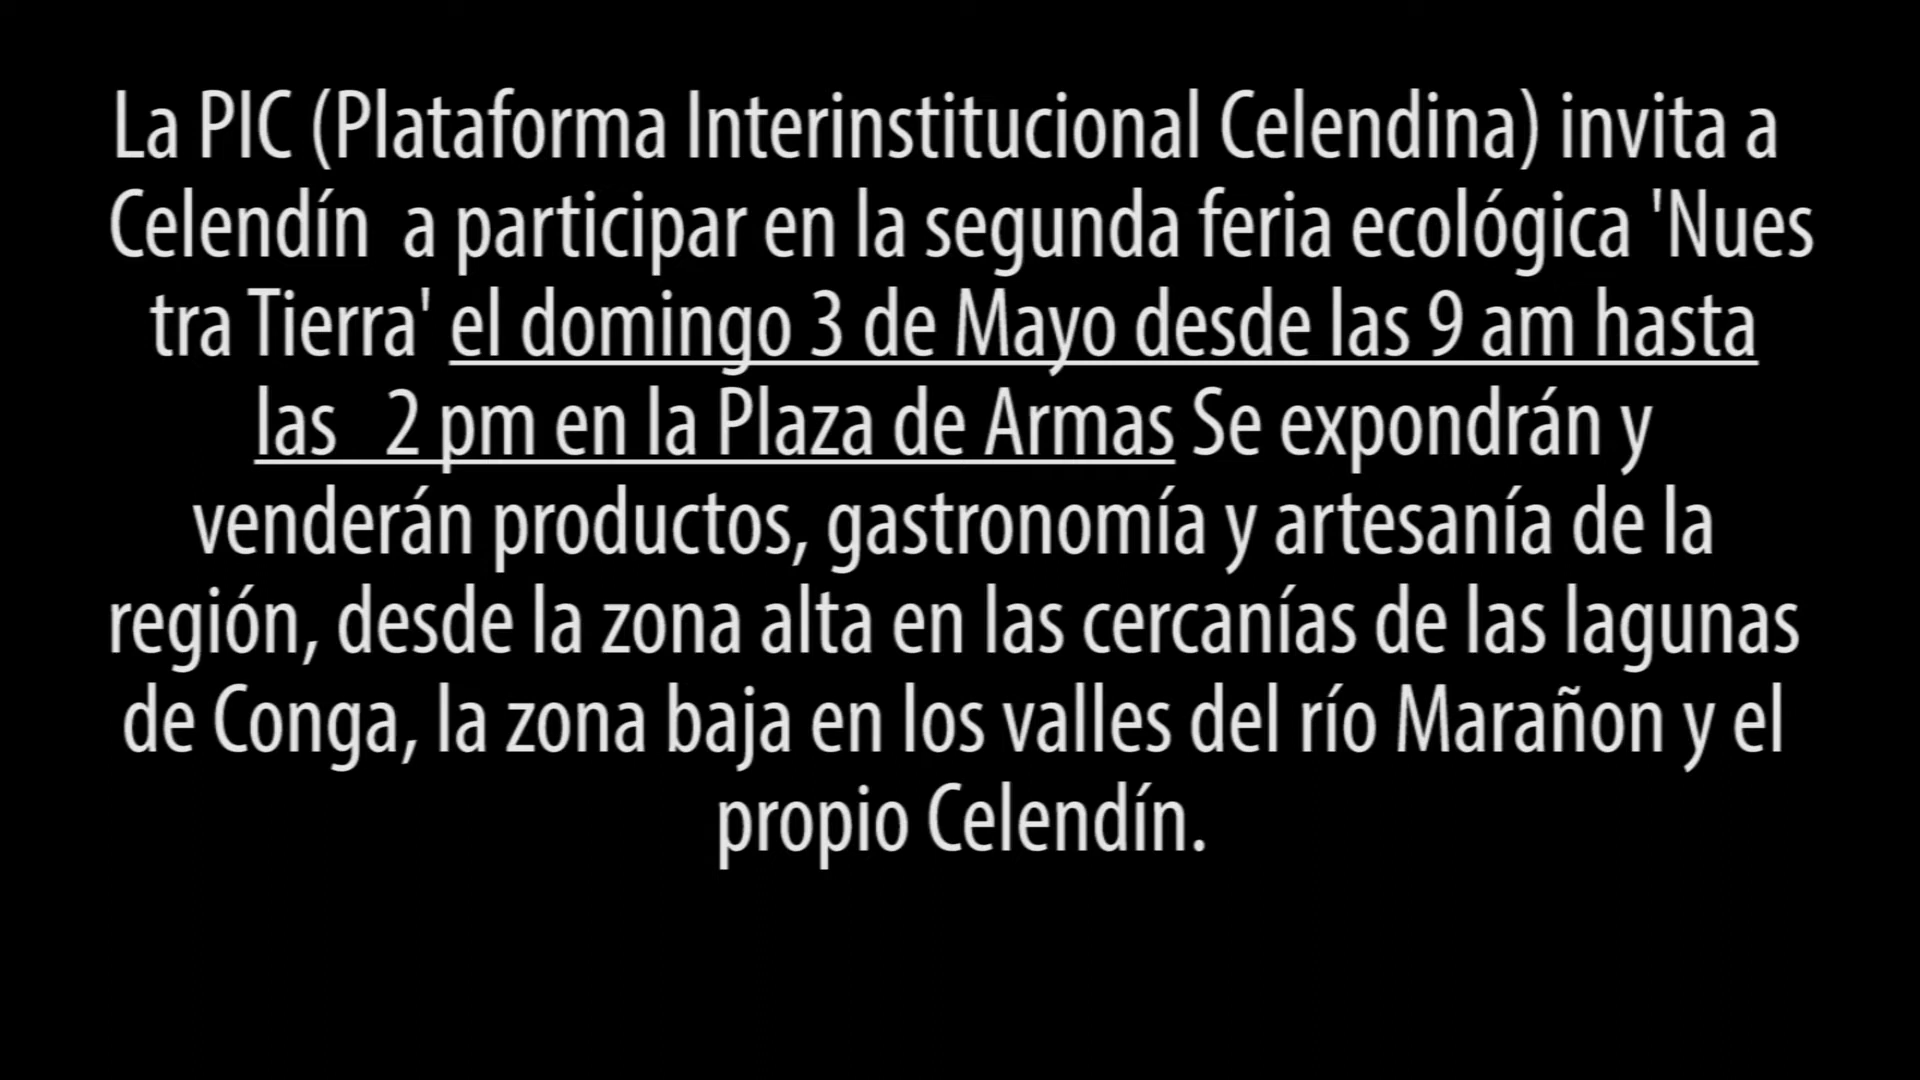 La PIC (Plataforma Interinstitucional Celendina) invita a
Celendín  a participar en la segunda feria ecológica 'Nues
tra Tierra' el domingo 3 de Mayo desde las 9 am hasta
las   2 pm en la Plaza de Armas Se expondrán y
venderán productos, gastronomía y artesanía de la
región, desde la zona alta en las cercanías de las lagunas
de Conga, la zona baja en los valles del río Marañon y el
propio Celendín.